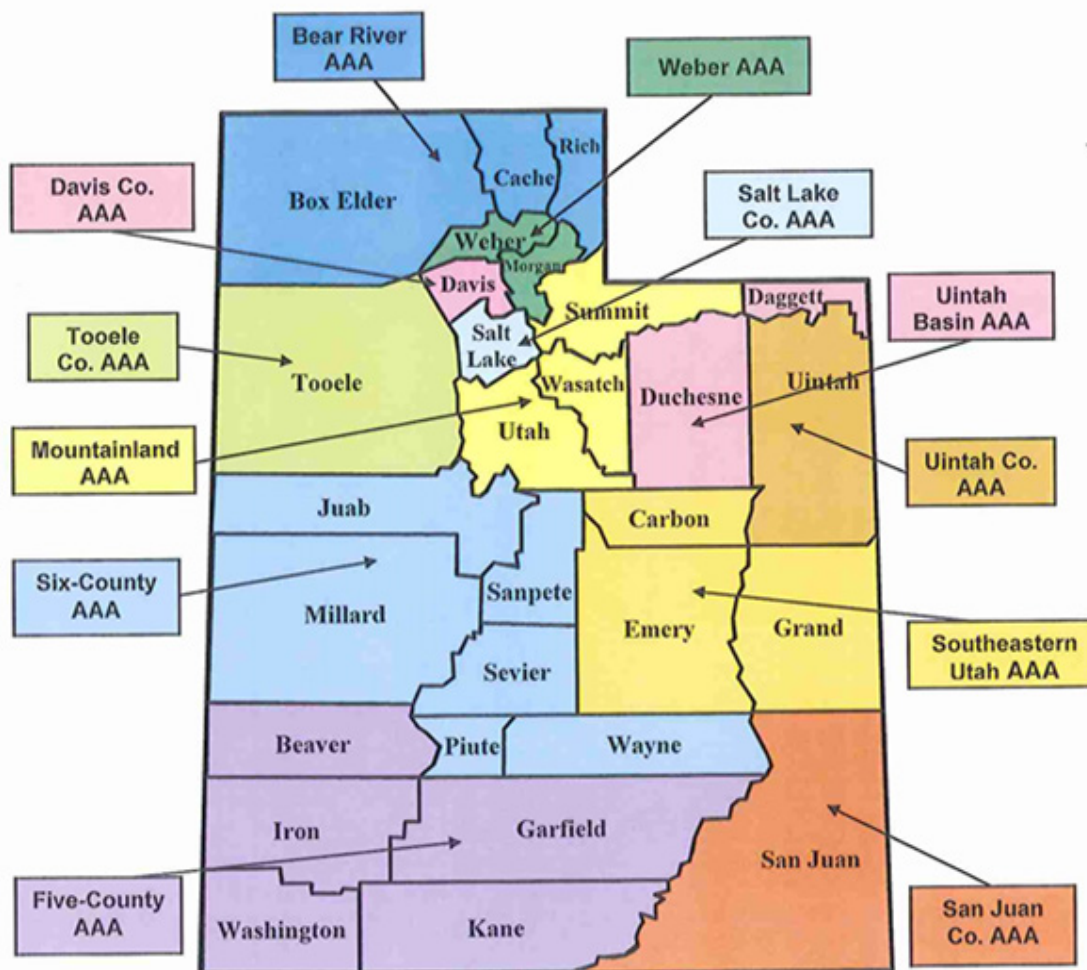 Bear River
AAA
Weber AAA
Davis Co.
AAA
Salt Lake
Co. AAA
Tooele
Co. AAA
Uintah
Basin AAA
Mountainland
AAA
Uintah Co.
AAA
Six-County
AAA
Southeastern
Utah AAA
Five-County
AAA
San Juan
Co. AAA
Box Elder
Cache
Rich
Weber
Morgan
Davis
Summit
Daggett
Salt
Lake
Tooele
Wasatch
Duchesne
Uintah
Utah
Juab
Carbon
Millard
Sanpete
Emery
Grand
Sevier
Beaver
Piute
Wayne
Iron
Garfield
San Juan
Washington
Kane